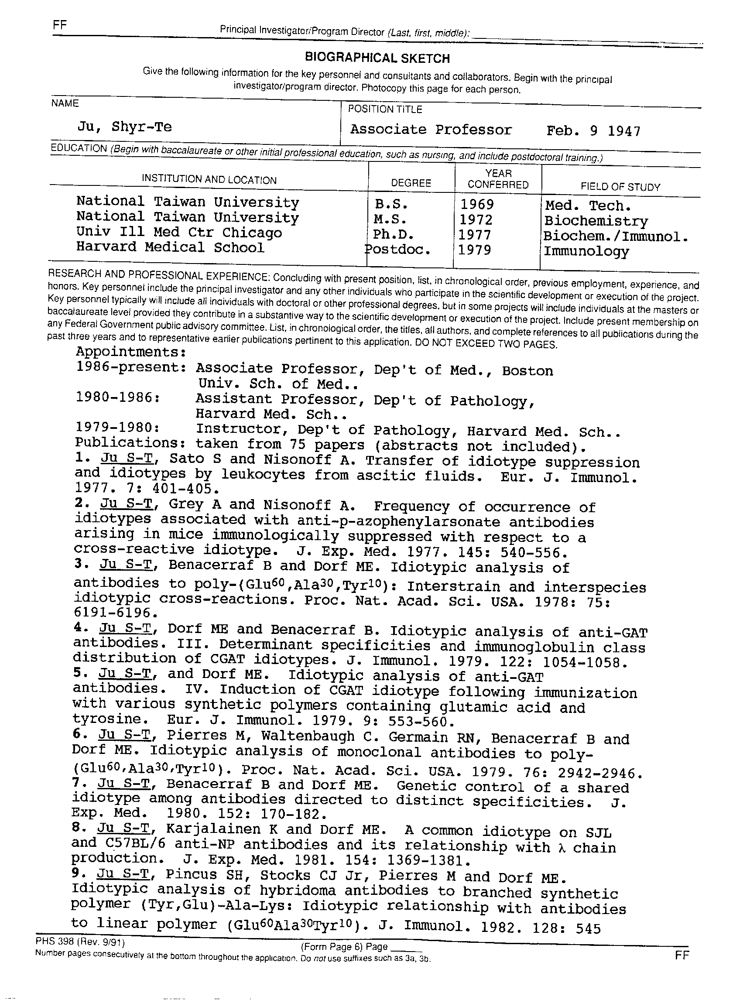 FF
Principal Investigator/Program Director (Last, first, middle):
BIOGRAPHICAL SKETCH
Give the following information for the key personnel and consultants and collaborators. Begin with the principal
investigator/program director. Photocopy this page for each person.
NAME
POSITION TITLE
Ju, Shyr-Te
Associate Professor Feb. 9 1947
EDUCATION (Begin with baccalaureate or other initial professional education, such as nursing, and include postdoctoral training.)
INSTITUTION AND LOCATION DEGREE YEAR CONFERRED FIELD OF STUDY
National Taiwan University B.S. 1969 Med. Tech.
National Taiwan University M.S. 1972 Biochemistry
Univ Ill Med Ctr Chicago Ph.D. 1977 Biochem./Immunol.
Harvard Medical School Postdoc. 1979 Immunology
RESEARCH AND PROFESSIONAL EXPERIENCE: Concluding with present position, list, in chronological order, previous employment, experience, and
honors. Key personnel include the principal investigator and any other individuals who participate in the scientific development or execution of the project.
Key personnel typically will include all individuals with doctoral or other professional degrees, but in some projects will include individuals at the masters or
baccalaureate level provided they contribute in a substantive way to the scientific development or execution of the project. Include present membership on
any Federal Government public advisory committee. List, in chronological order, the titles, all authors, and complete references to all publications during the
past three years and to representative earlier publications pertinent to this application. DO NOT EXCEED TWO PAGES.
Appointments:
1986-present: Associate Professor, Dep't of Med., Boston
Univ. Sch. of Med..
1980-1986: Assistant Professor, Dep't of Pathology,
Harvard Med. Sch..
1979-1980: Instructor, Dep't of Pathology, Harvard Med. Sch..
Publications: taken from 75 papers (abstracts not included).
1. Ju S-T, Sato S and Nisonoff A. Transfer of idiotype suppression
and idiotypes by leukocytes from ascitic fluids. Eur. J. Immunol.
1977. 7: 401-405.
2. Ju S-T, Grey A and Nisonoff A. Frequency of occurrence of
idiotypes associated with anti-p-azophenylarsonate antibodies
arising in mice immunologically suppressed with respect to a
cross-reactive idiotype. J. Exp. Med. 1977. 145: 540-556.
3. Ju S-T, Benacerraf B and Dorf ME. Idiotypic analysis of
antibodies to poly-(Glu60,Ala30,Tyr10): Interstrain and interspecies
idiotypic cross-reactions. Proc. Nat. Acad. Sci. USA. 1978: 75:
6191-6196.
4. Ju S-T, Dorf ME and Benacerraf B. Idiotypic analysis of anti-GAT
antibodies. III. Determinant specificities and immunoglobulin class
distribution of CGAT idiotypes. J. Immunol. 1979. 122: 1054-1058.
5. Ju S-T, and Dorf ME. Idiotypic analysis of anti-GAT
antibodies. IV. Induction of CGAT idiotype following immunization
with various synthetic polymers containing glutamic acid and
tyrosine. Eur. J. Immunol. 1979. 9: 553-560.
6. Ju S-T, Pierres M, Waltenbaugh C. Germain RN, Benacerraf B and
Dorf ME. Idiotypic analysis of monoclonal antibodies to poly-
(Glu60,Ala30,Tyr10). Proc. Nat. Acad. Sci. USA. 1979. 76: 2942-2946.
7. Ju S-T, Benacerraf B and Dorf ME. Genetic control of a shared
idiotype among antibodies directed to distinct specificities. J.
Exp. Med. 1980. 152: 170-182.
8. Ju S-T, Karjalainen K and Dorf ME. A common idiotype on SJL
and C57BL/6 anti-NP antibodies and its relationship with λ chain
production. J. Exp. Med. 1981. 154: 1369-1381.
9. Ju S-T, Pincus SH, Stocks CJ Jr, Pierres M and Dorf ME.
Idiotypic analysis of hybridoma antibodies to branched synthetic
polymer (Tyr,Glu)-Ala-Lys: Idiotypic relationship with antibodies
to linear polymer (Glu60Ala30Tyr10). J. Immunol. 1982. 128: 545
PHS 398 (Rev. 9/91) (Form Page 6) Page
Number pages consecutively at the bottom throughout the application. Do not use suffixes such as 3a, 3b.
FF